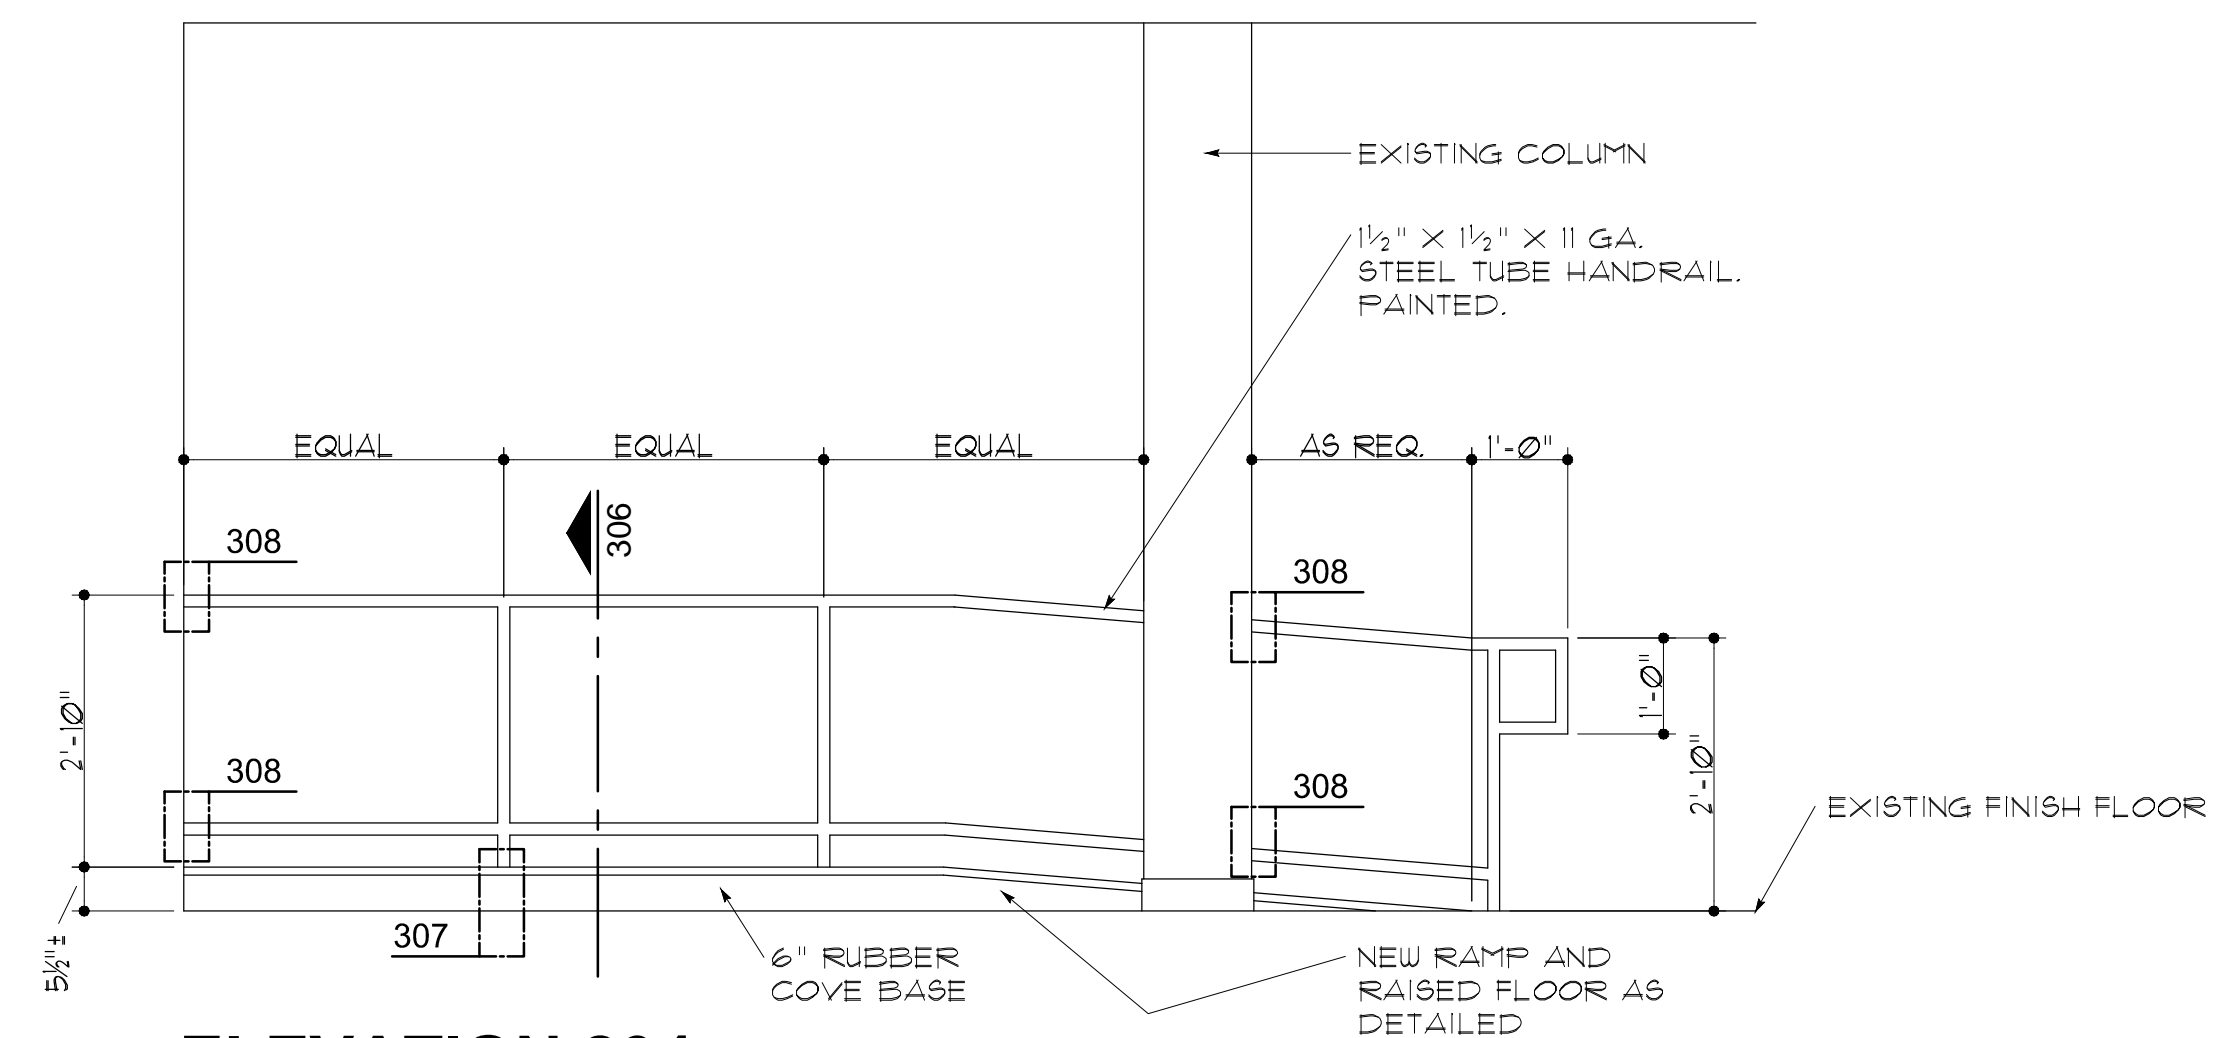 EXISTING COLUMN
1½" X 1½" X 11 GA.
STEEL TUBE HANDRAIL.
PAINTED.
EQUAL
EQUAL
EQUAL
AS REQ.
1'-0"
306
308
308
2'-10"
308
308
1'-0"
2'-10"
EXISTING FINISH FLOOR
5½"±
307
6" RUBBER
COVE BASE
NEW RAMP AND
RAISED FLOOR AS
DETAILED